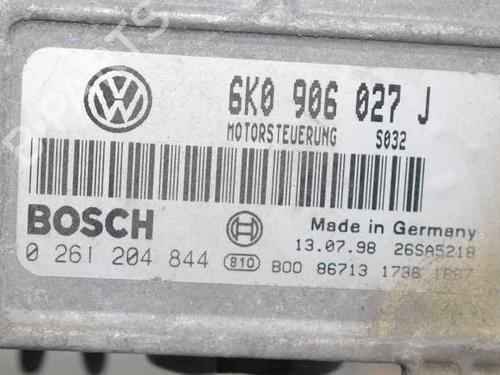 6K0 906 027 J
MOTORSTEUERUNG S032
BOSCH
Made in Germany
13.07.98 26SA5218
0 261 204 844 810 B00 86713 1736